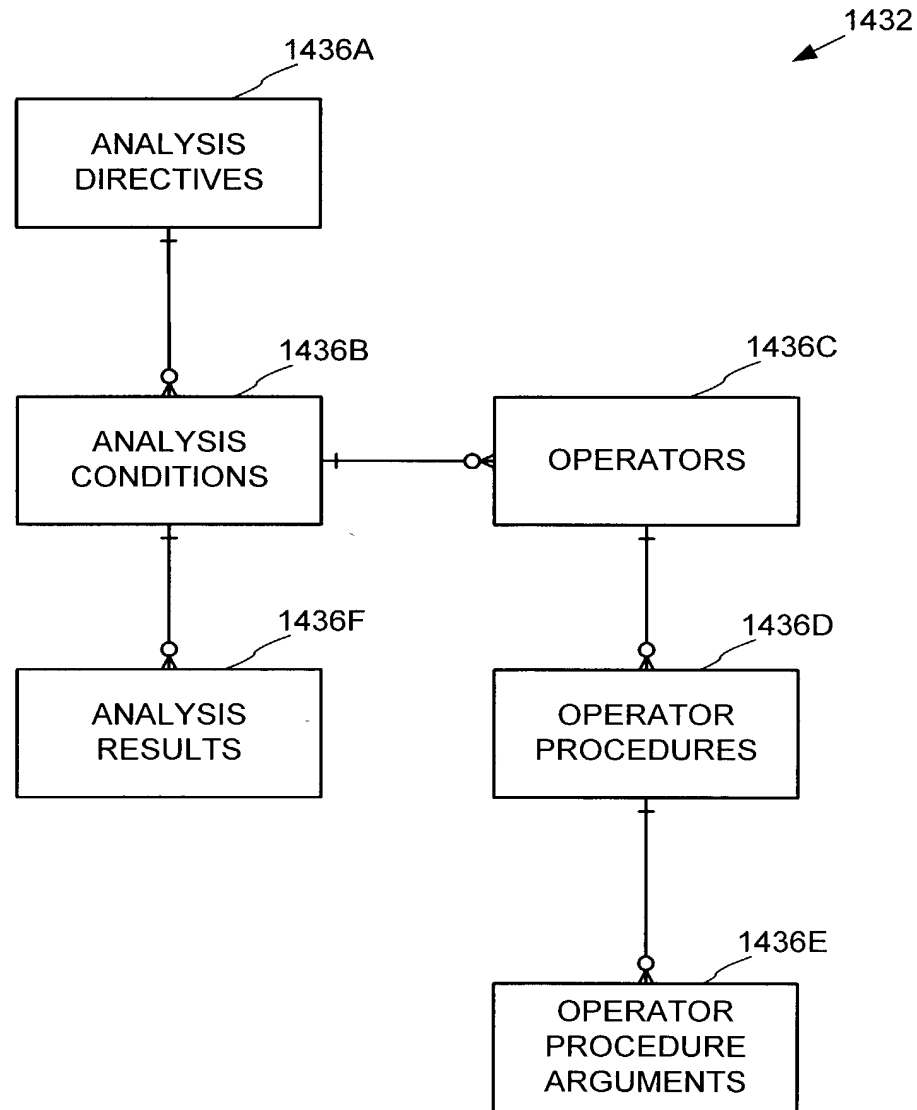 1432
1436A
ANALYSIS
DIRECTIVES
1436B
ANALYSIS
CONDITIONS
1436C
OPERATORS
1436F
ANALYSIS
RESULTS
1436D
OPERATOR
PROCEDURES
1436E
OPERATOR
PROCEDURE
ARGUMENTS